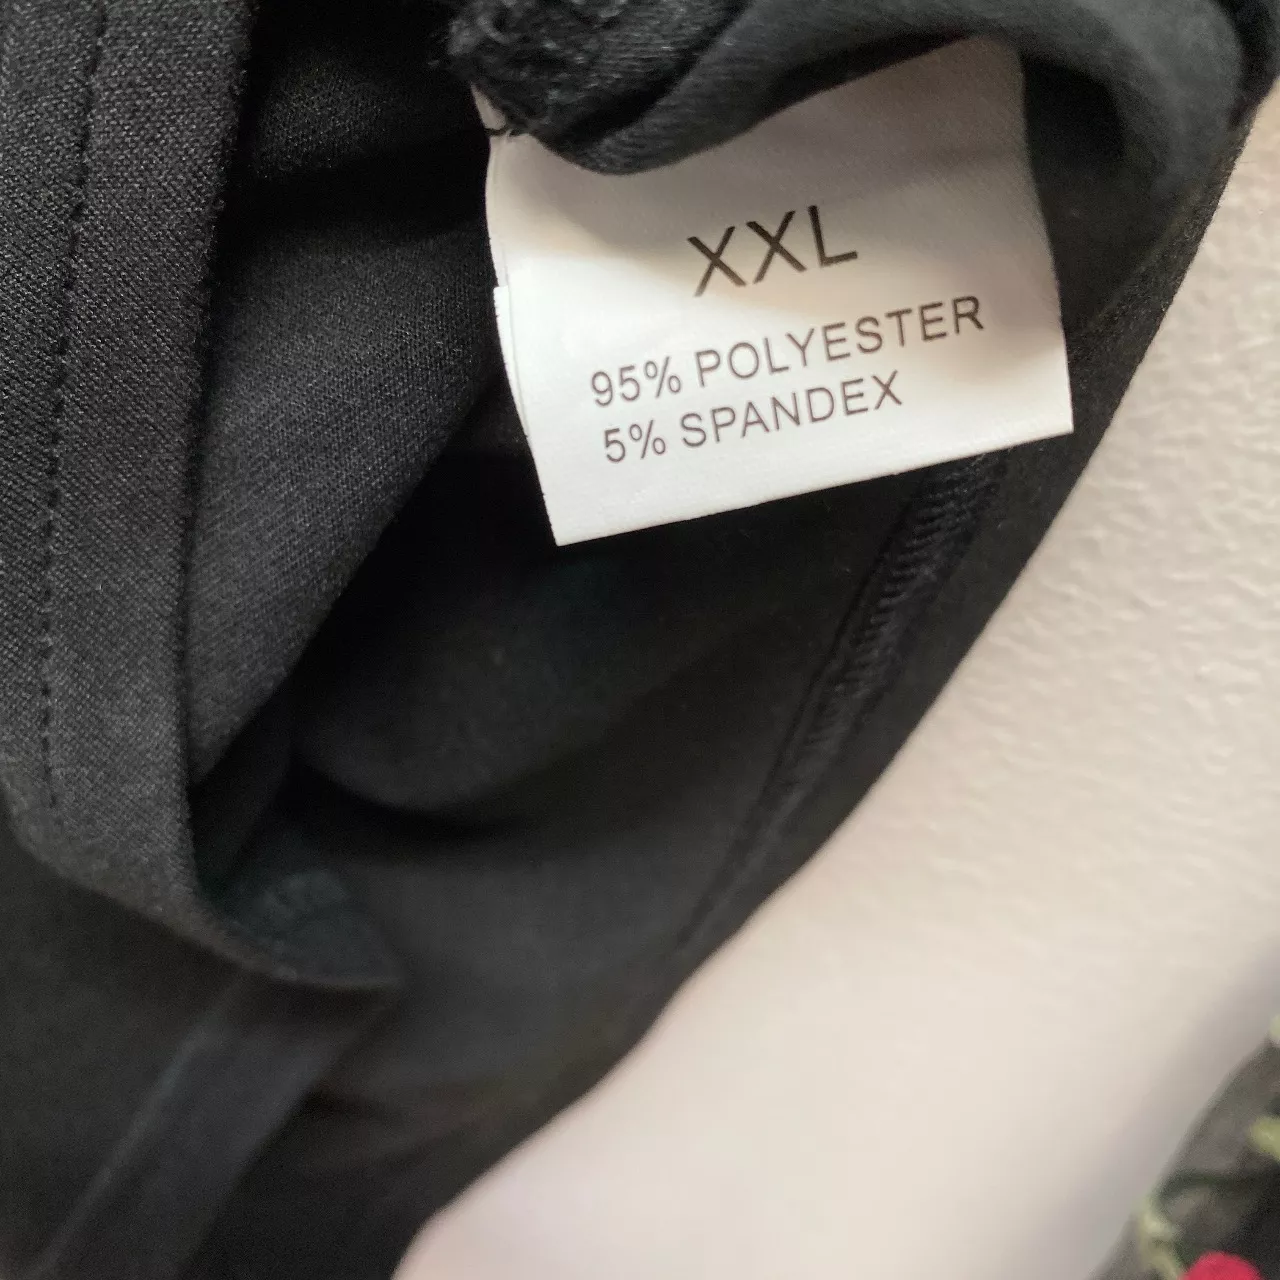 XXL
95% POLYESTER
5% SPANDEX